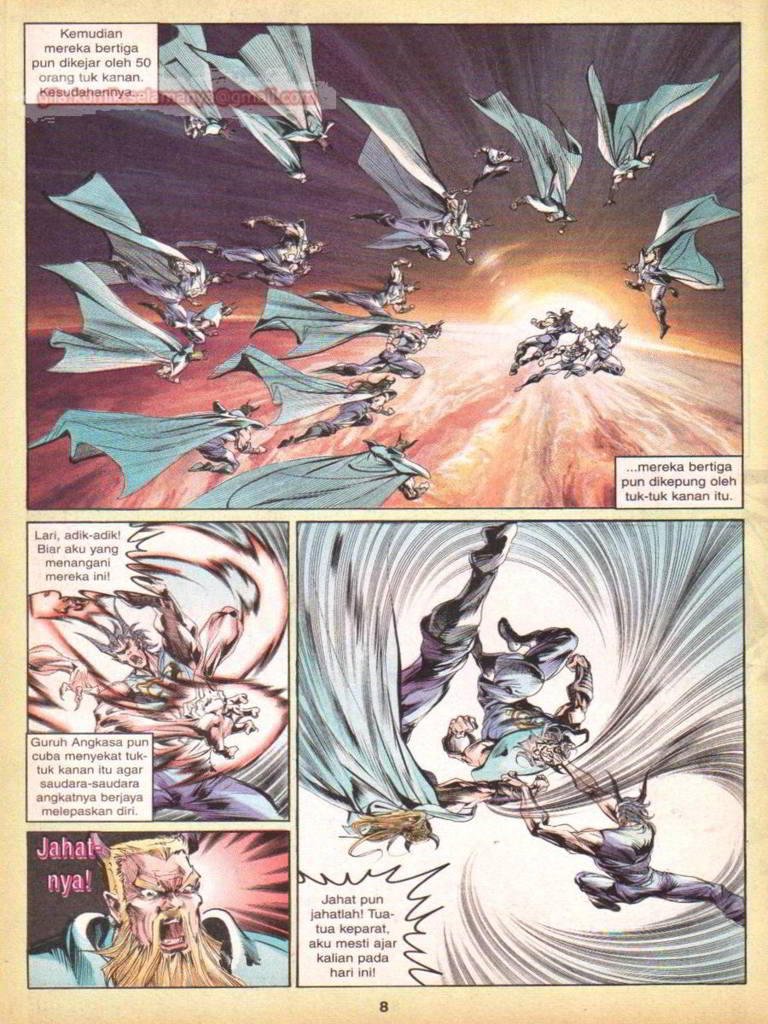 Kemudian
mereka bertiga
pun dikejar oleh 50
orang tuk kanan.
Kesudahannya...
...mereka bertiga
pun dikepung oleh
tuk-tuk kanan itu.
Lari, adik-adik!
Biar aku yang
menangani
mereka ini!
Guruh Angkasa pun
cuba menyekat tuk-
tuk kanan itu agar
saudara-saudara
angkatnya berjaya
melepaskan diri.
Jahat-
nya!
Jahat pun
jahatlah! Tua-
tua keparat,
aku mesti ajar
kalian pada
hari ini!
8